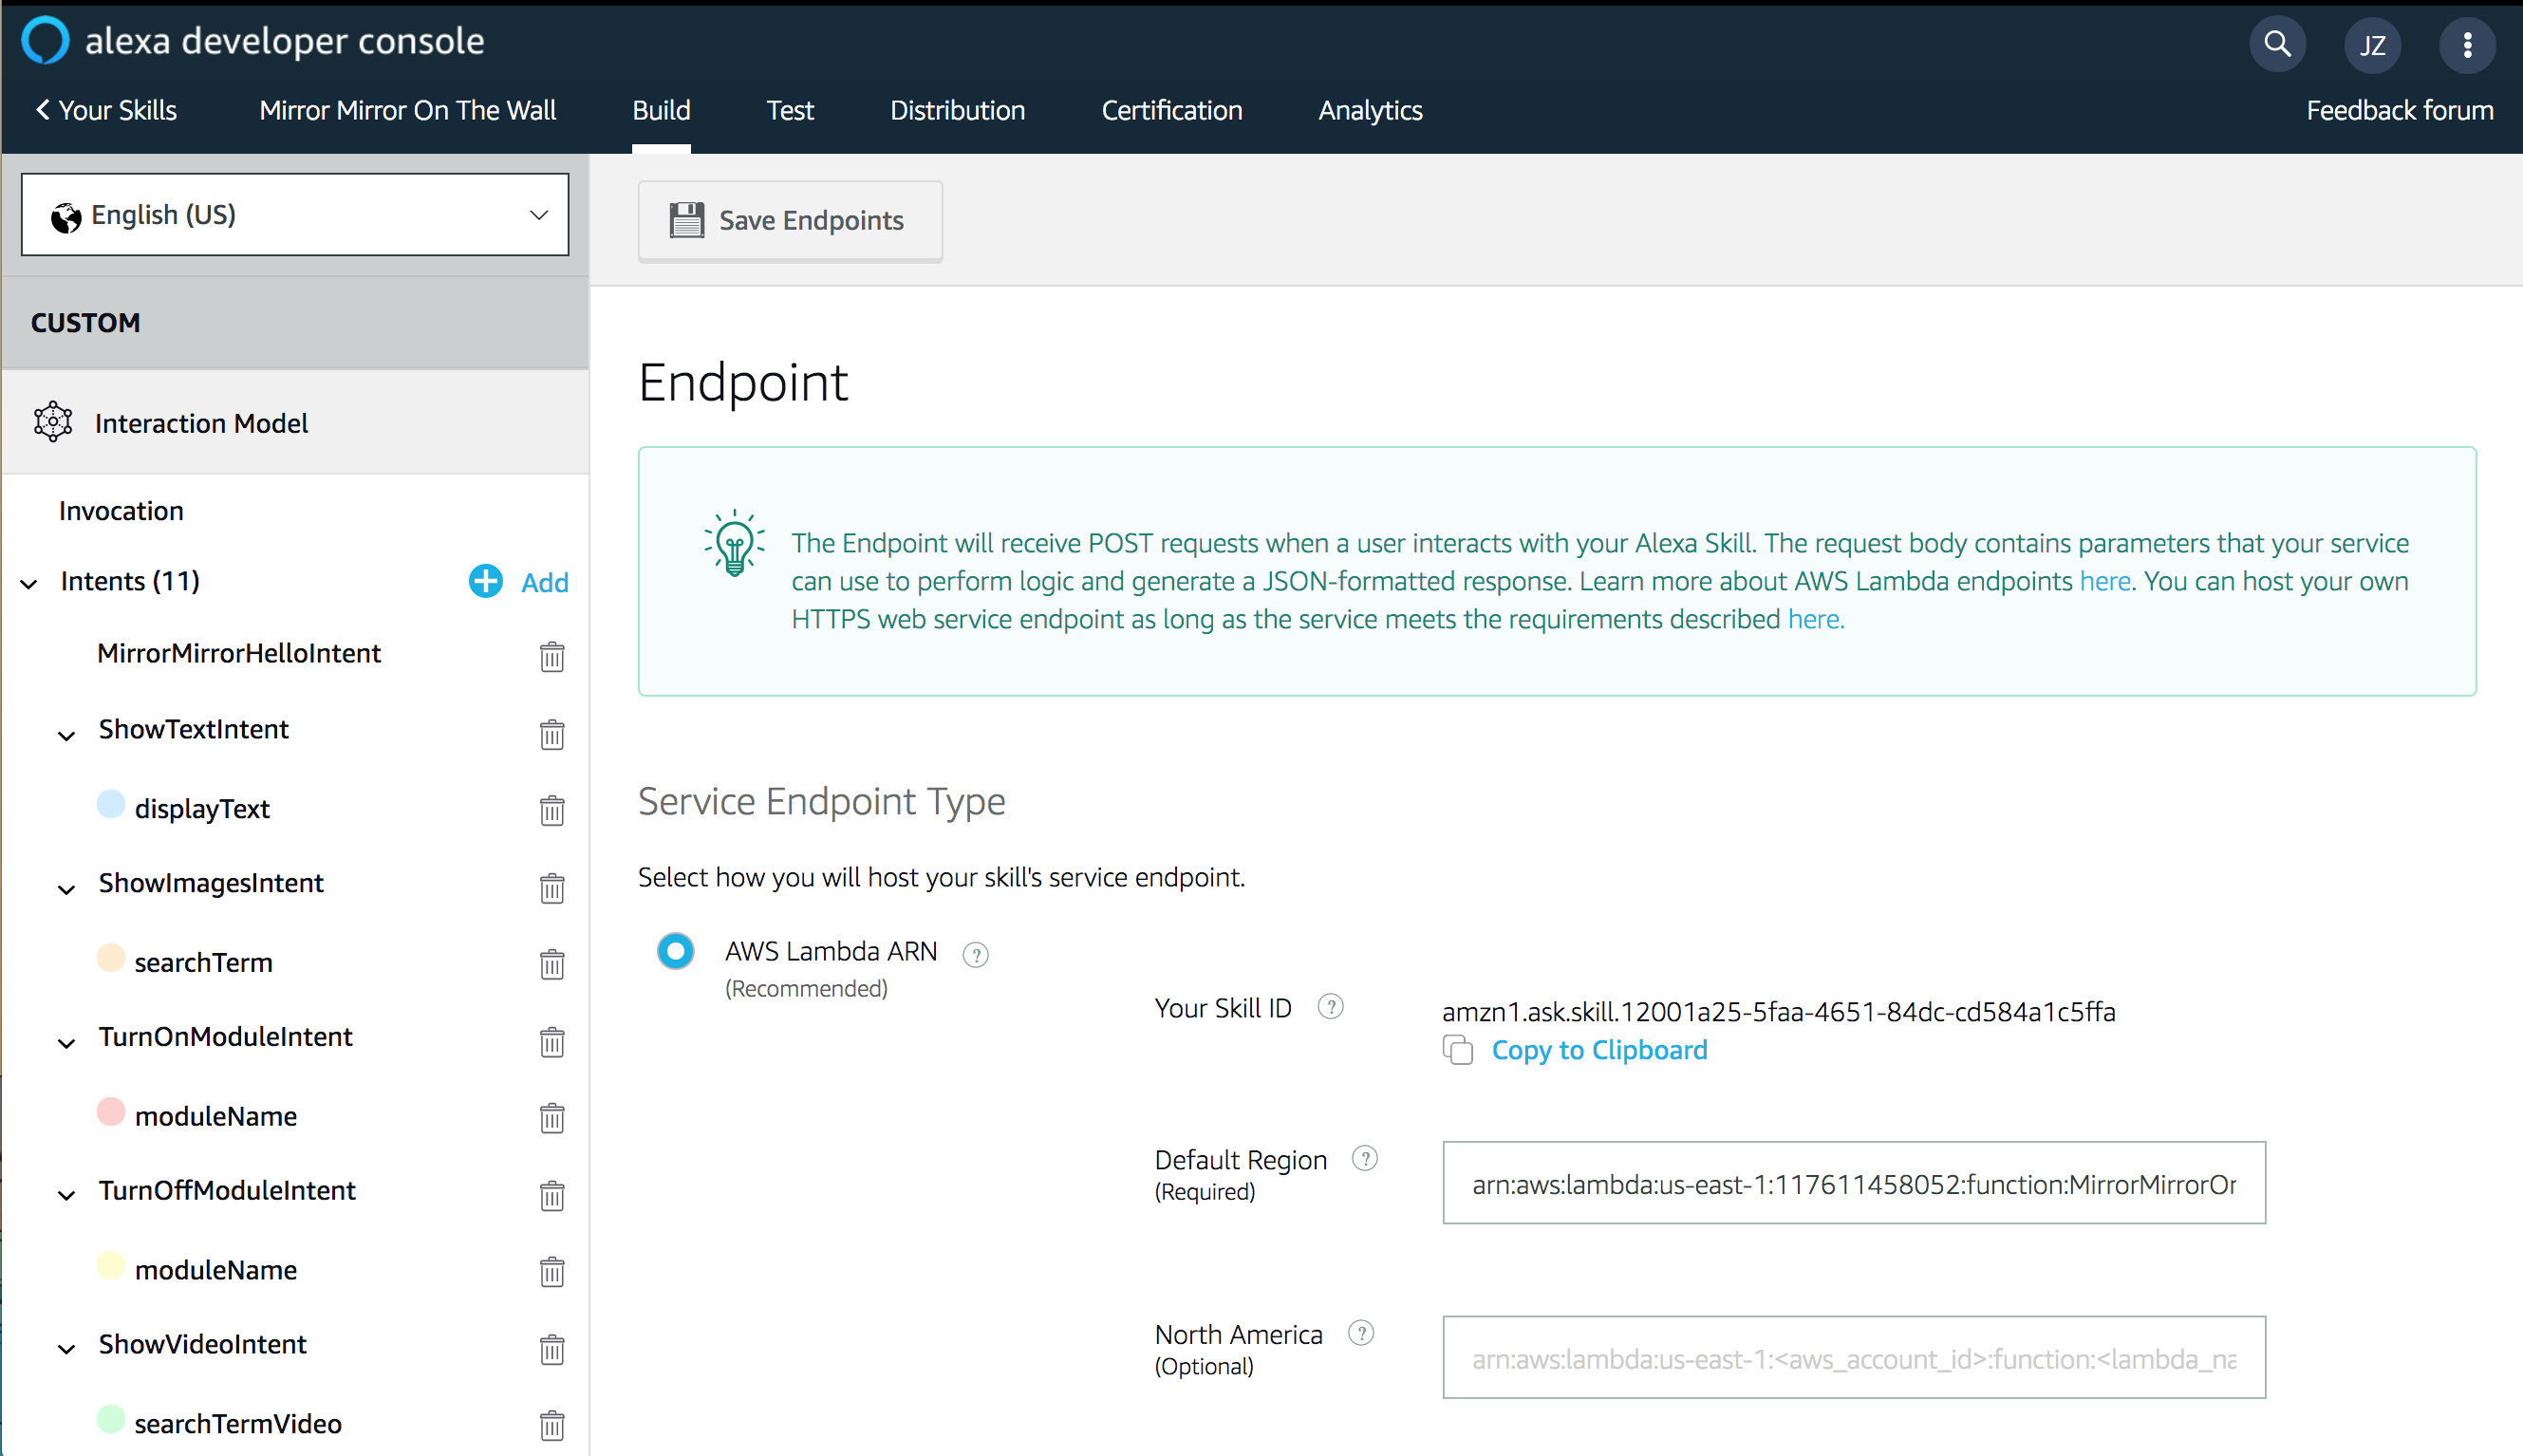 alexa developer console
JZ
Your Skills
Mirror Mirror On The Wall
Build
Test
Distribution
Certification
Analytics
Feedback forum
English (US)
CUSTOM
Interaction Model
Invocation
Intents (11)
Add
MirrorMirrorHelloIntent
ShowTextIntent
displayText
ShowImagesIntent
searchTerm
TurnOnModuleIntent
moduleName
TurnOffModuleIntent
moduleName
ShowVideoIntent
searchTermVideo
Save Endpoints
Endpoint
The Endpoint will receive POST requests when a user interacts with your Alexa Skill. The request body contains parameters that your service
can use to perform logic and generate a JSON-formatted response. Learn more about AWS Lambda endpoints here. You can host your own
HTTPS web service endpoint as long as the service meets the requirements described here.
Service Endpoint Type
Select how you will host your skill's service endpoint.
AWS Lambda ARN ?
(Recommended)
Your Skill ID ?
amzn1.ask.skill.12001a25-5faa-4651-84dc-cd584a1c5ffa
Copy to Clipboard
Default Region ?
(Required)
arn:aws:lambda:us-east-1:117611458052:function:MirrorMirrorOr
North America ?
(Optional)
arn:aws:lambda:us-east-1:<aws_account_id>:function:<lambda_na